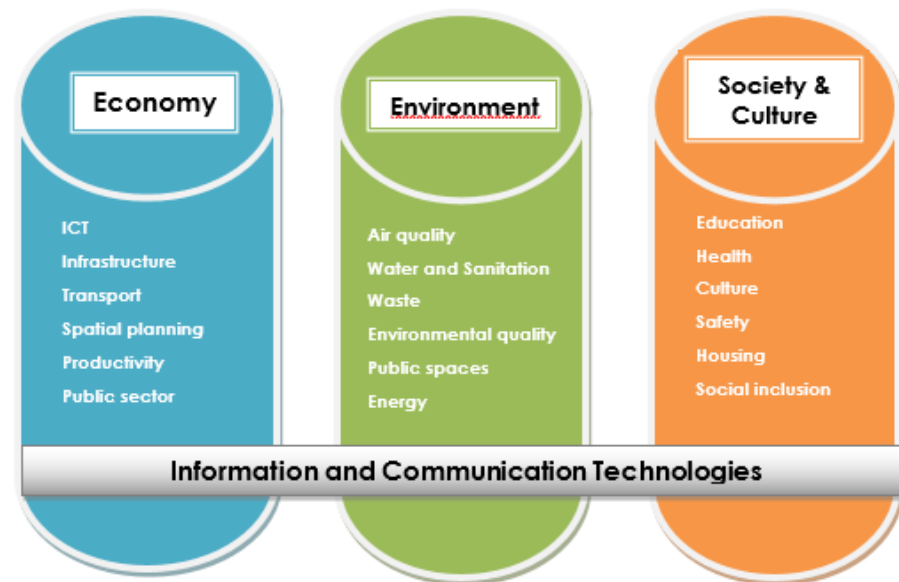 Economy
ICT
Infrastructure
Transport
Spatial planning
Productivity
Public sector
Environment
Air quality
Water and Sanitation
Waste
Environmental quality
Public spaces
Energy
Society &
Culture
Education
Health
Culture
Safety
Housing
Social inclusion
Information and Communication Technologies